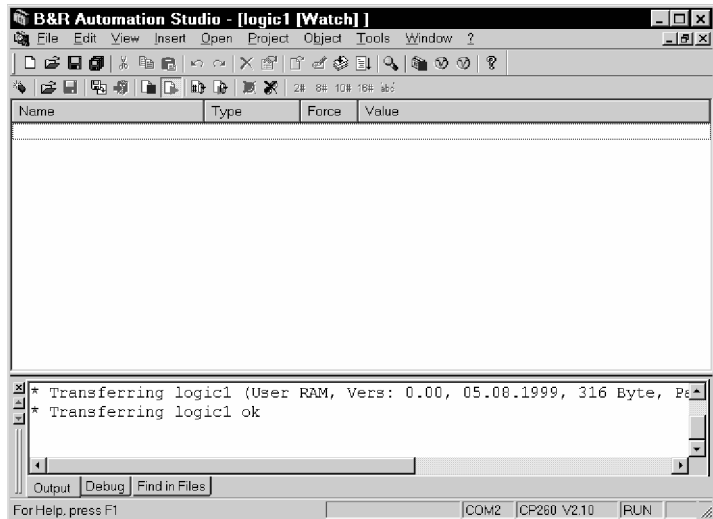 B&R Automation Studio - [logic1 [Watch] ]
File Edit View Insert Open Project Object Tools Window ?
2# 8# 10# 16# abc
Name Type Force Value
* Transferring logic1 (User RAM, Vers: 0.00, 05.08.1999, 316 Byte, Pa
* Transferring logic1 ok
Output Debug Find in Files
For Help, press F1 COM2 CP260 V2.10 RUN